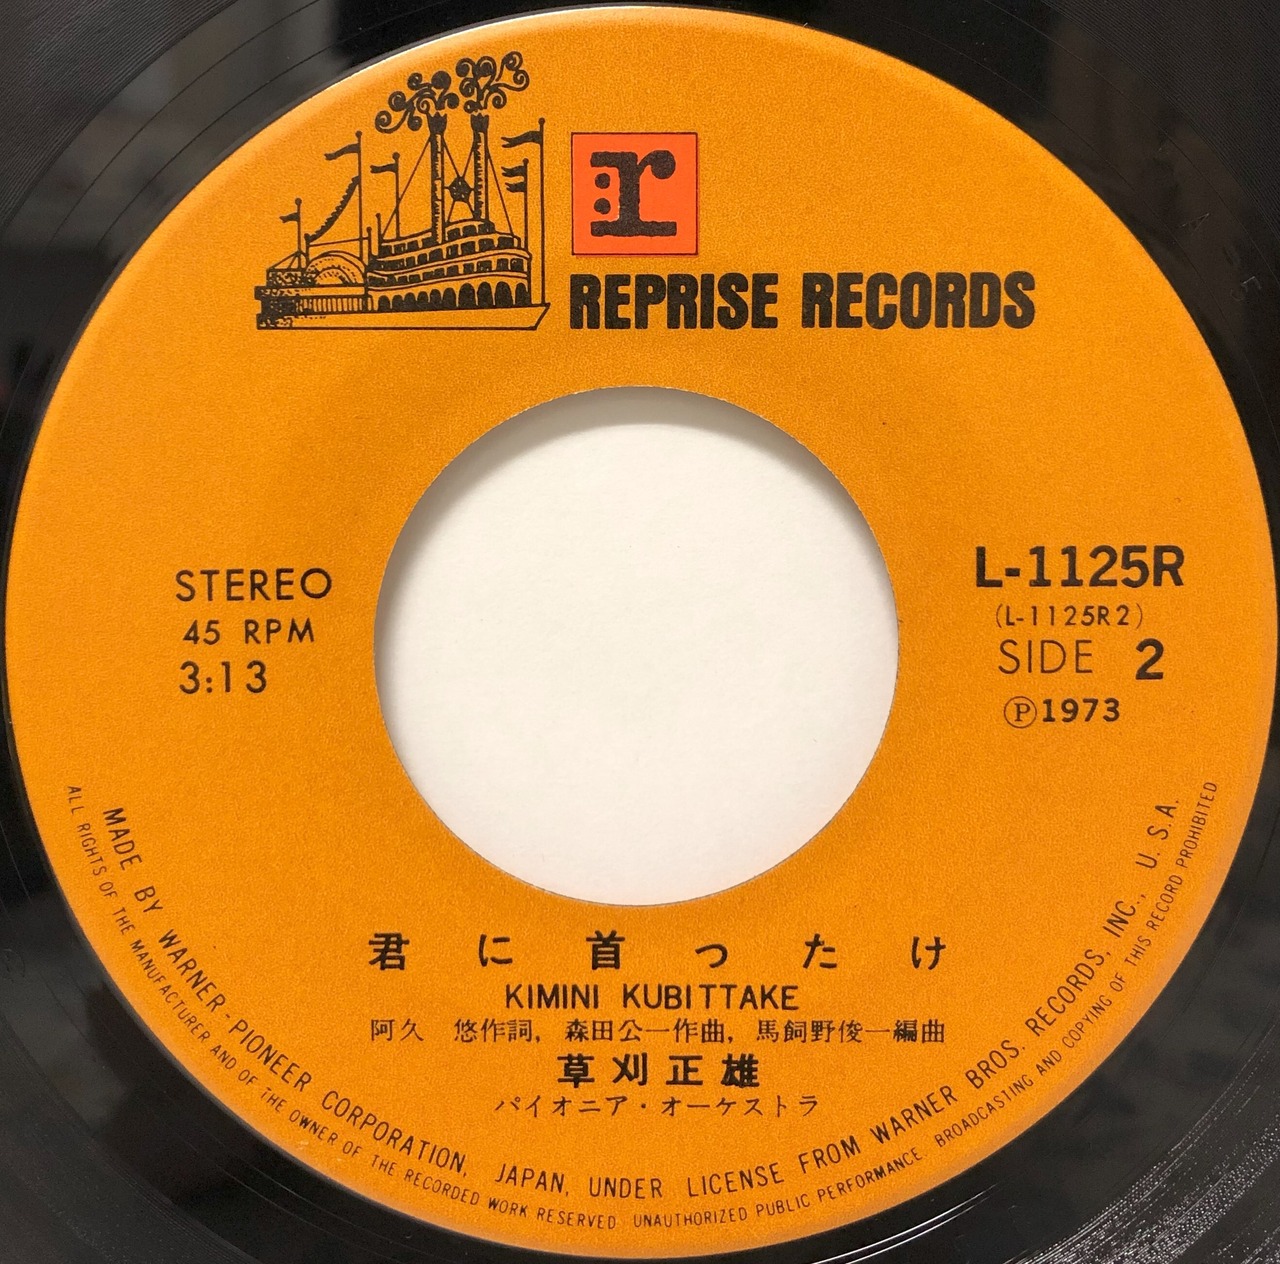 r
REPRISE RECORDS
STEREO
45 RPM
3:13
L-1125R
(L-1125R2)
SIDE 2
Ⓟ1973
君に首ったけ
KIMINI KUBITTAKE
阿久 悠作詞, 森田公一作曲, 馬飼野俊一編曲
草刈正雄
パイオニア・オーケストラ
MADE BY WARNER-PIONEER CORPORATION, JAPAN, UNDER LICENSE FROM WARNER BROS. RECORDS, INC., U.S.A.
ALL RIGHTS OF THE MANUFACTURER AND OF THE OWNER OF THE RECORDED WORK RESERVED UNAUTHORIZED PUBLIC PERFORMANCE BROADCASTING AND COPYING OF THIS RECORD PROHIBITED